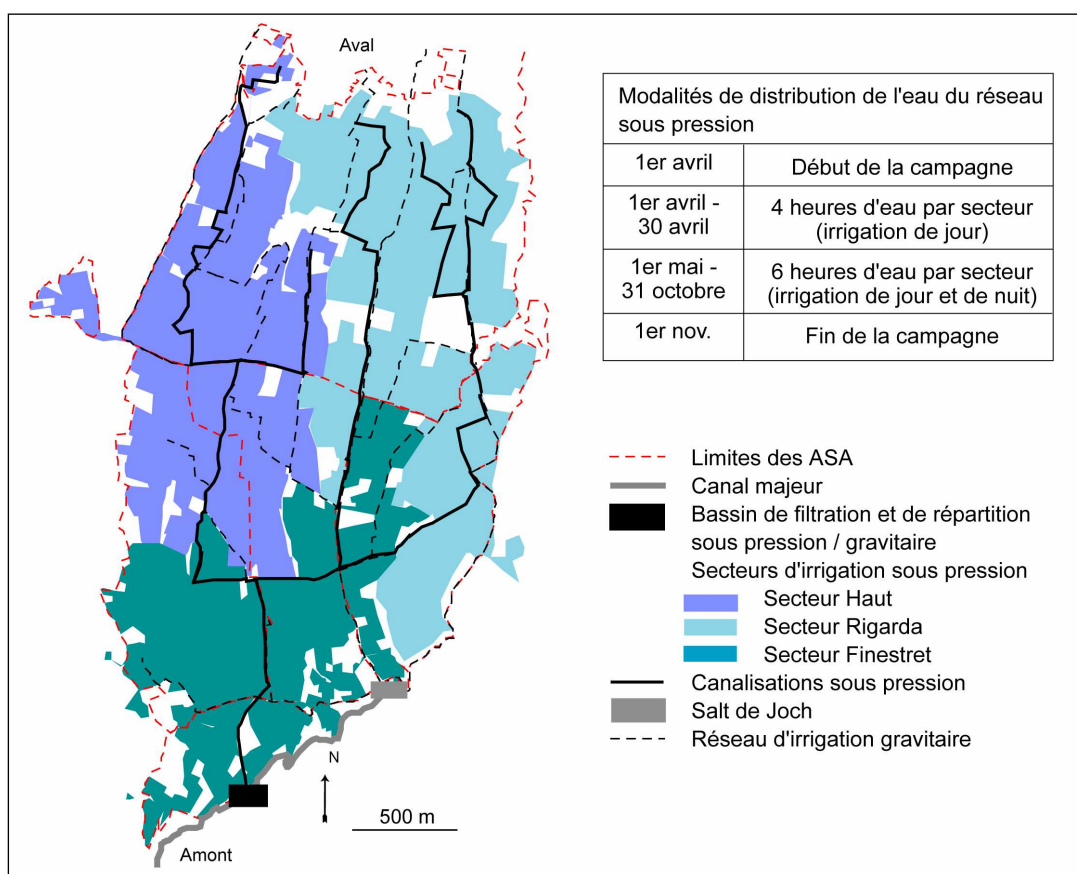 Aval
Modalités de distribution de l'eau du réseau
sous pression
1er avril
Début de la campagne
1er avril -
30 avril
4 heures d'eau par secteur
(irrigation de jour)
1er mai -
31 octobre
6 heures d'eau par secteur
(irrigation de jour et de nuit)
1er nov.
Fin de la campagne
Limites des ASA
Canal majeur
Bassin de filtration et de répartition
sous pression / gravitaire
Secteurs d'irrigation sous pression
Secteur Haut
Secteur Rigarda
Secteur Finestret
Canalisations sous pression
Salt de Joch
Réseau d'irrigation gravitaire
N
500 m
Amont